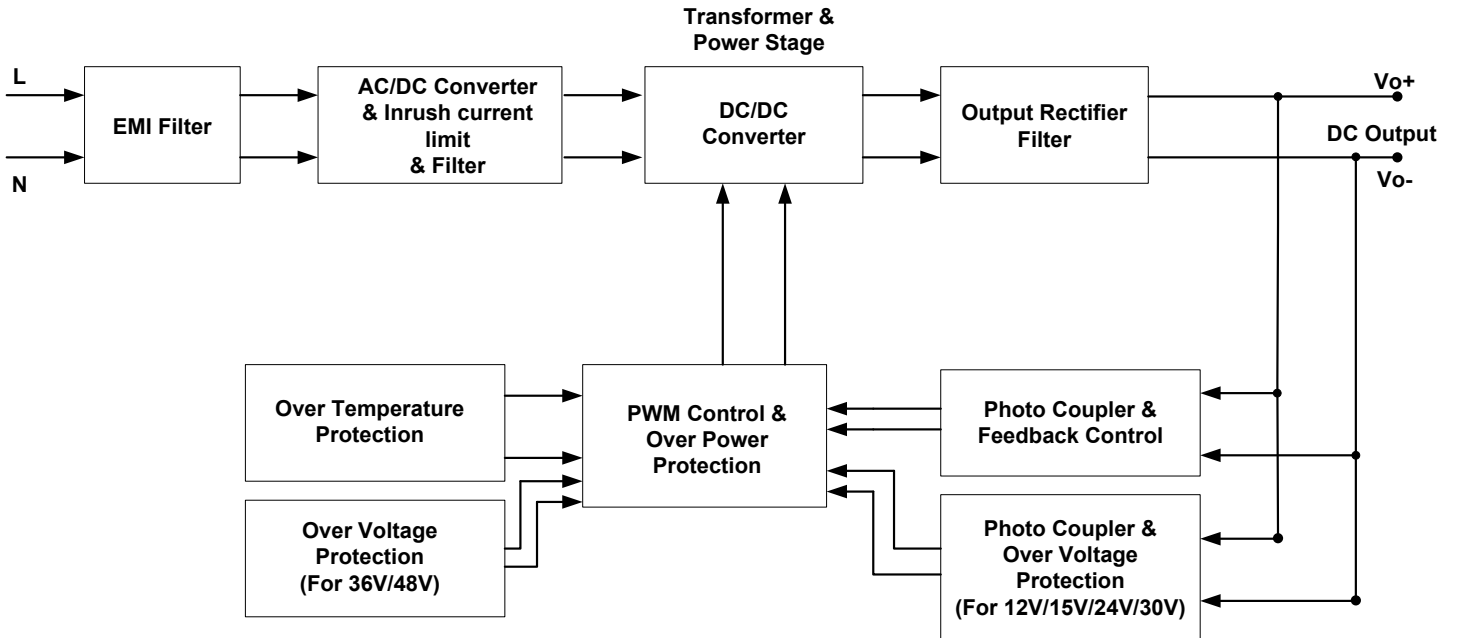 Transformer &
Power Stage
L
N
EMI Filter
AC/DC Converter
& Inrush current
limit
& Filter
DC/DC
Converter
Output Rectifier
Filter
Vo+
DC Output
Vo-
Over Temperature
Protection
PWM Control &
Over Power
Protection
Photo Coupler &
Feedback Control
Over Voltage
Protection
(For 36V/48V)
Photo Coupler &
Over Voltage
Protection
(For 12V/15V/24V/30V)